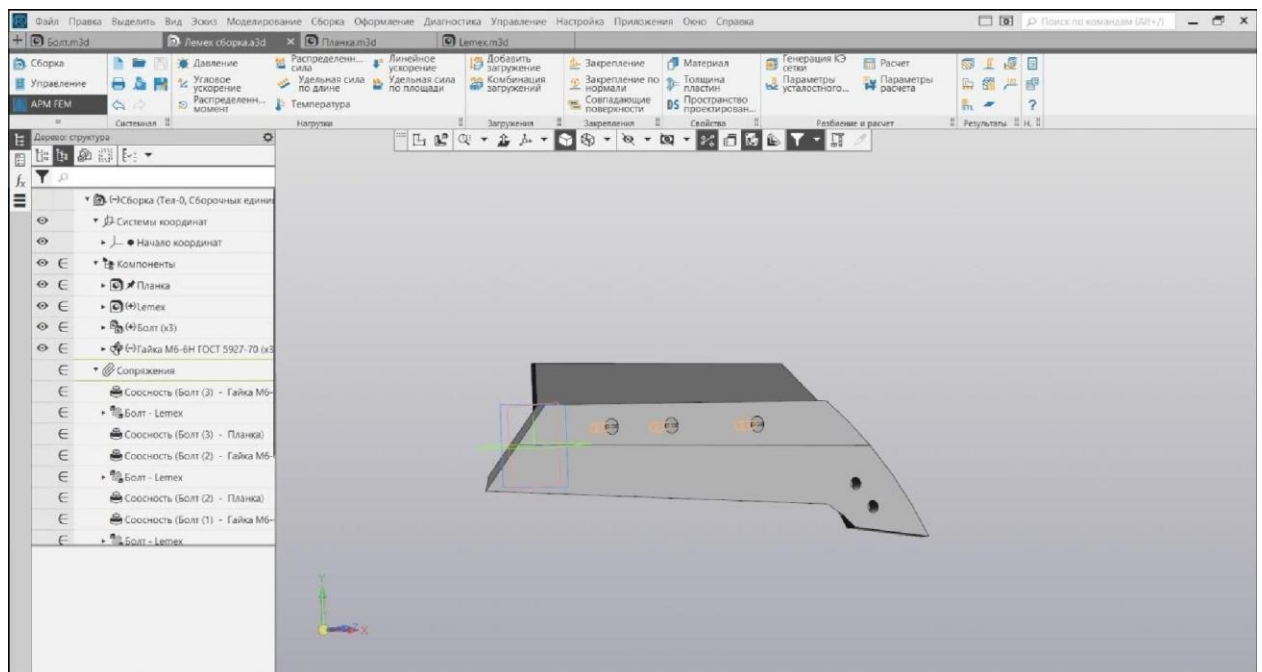 Файл Правка Выделить Вид Эскиз Моделирование Сборка Оформление Диагностика Управление Настройка Приложения Окно Справка
Поиск по командам (Alt+/)
Болт.m3d
Лемех сборка.a3d
Планка.m3d
Lemex.m3d
Сборка
Управление
APM FEM
Системная
Давление
Угловое ускорение
Распределенн... момент
Распределенн... сила
Удельная сила по длине
Температура
Линейное ускорение
Удельная сила по площади
Нагрузки
Добавить загружение
Комбинация загружений
Загружения
Закрепление
Закрепление по нормали
Совпадающие поверхности
Закрепления
Материал
Толщина пластин
DS Пространство проектирован...
Свойства
Генерация КЭ сетки
Параметры усталостного...
Расчет
Параметры расчета
Разбиение и расчет
Результаты
Н.
Дерево: структура
(-)Сборка (Тел-0, Сборочных едини
Системы координат
Начало координат
Компоненты
Планка
(+)Lemex
(+)Болт (x3)
(-)Гайка М6-6Н ГОСТ 5927-70 (x3
Сопряжения
Соосность (Болт (3) - Гайка М6-
Болт - Lemex
Соосность (Болт (3) - Планка)
Соосность (Болт (2) - Гайка М6-
Болт - Lemex
Соосность (Болт (2) - Планка)
Соосность (Болт (1) - Гайка М6-
Болт - Lemex
Y
Z X